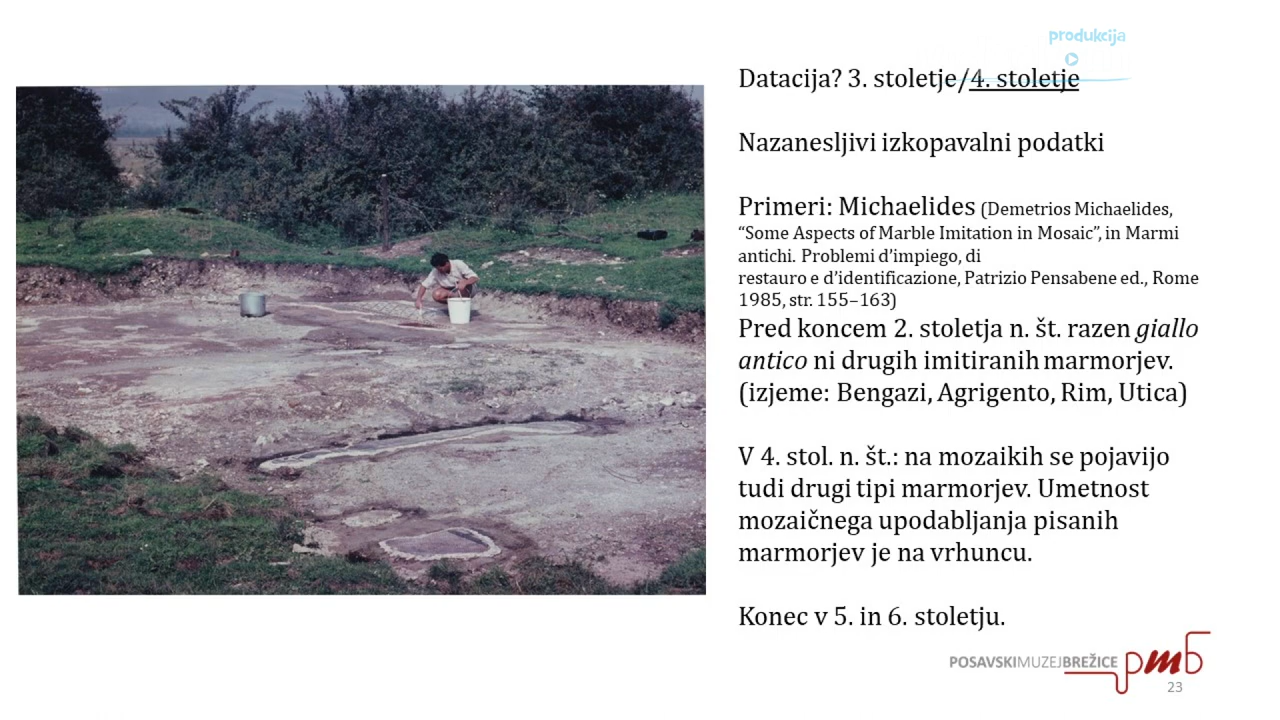 produkcija
Datacija? 3. stoletje/4. stoletje
Nazanesljivi izkopavalni podatki
Primeri: Michaelides (Demetrios Michaelides,
“Some Aspects of Marble Imitation in Mosaic”, in Marmi
antichi. Problemi d’impiego, di
restauro e d’identificazione, Patrizio Pensabene ed., Rome
1985, str. 155–163)
Pred koncem 2. stoletja n. št. razen giallo
antico ni drugih imitiranih marmorjev.
(izjeme: Bengazi, Agrigento, Rim, Utica)
V 4. stol. n. št.: na mozaikih se pojavijo
tudi drugi tipi marmorjev. Umetnost
mozaičnega upodabljanja pisanih
marmorjev je na vrhuncu.
Konec v 5. in 6. stoletju.
POSAVSKIMUZEJBREŽICE pmb
23